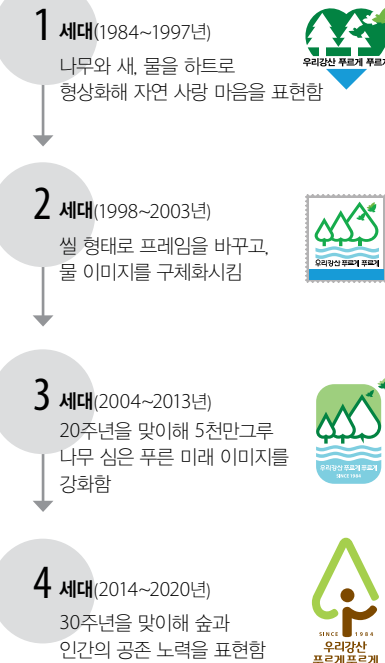 1 세대(1984~1997년)
나무와 새, 물을 하트로
형상화해 자연 사랑 마음을 표현함
우리강산 푸르게 푸르게
2 세대(1998~2003년)
씰 형태로 프레임을 바꾸고,
물 이미지를 구체화시킴
우리강산 푸르게 푸르게
3 세대(2004~2013년)
20주년을 맞이해 5천만그루
나무 심은 푸른 미래 이미지를
강화함
우리강산 푸르게 푸르게
SINCE 1984
4 세대(2014~2020년)
30주년을 맞이해 숲과
인간의 공존 노력을 표현함
SINCE 1984
우리강산
푸르게푸르게